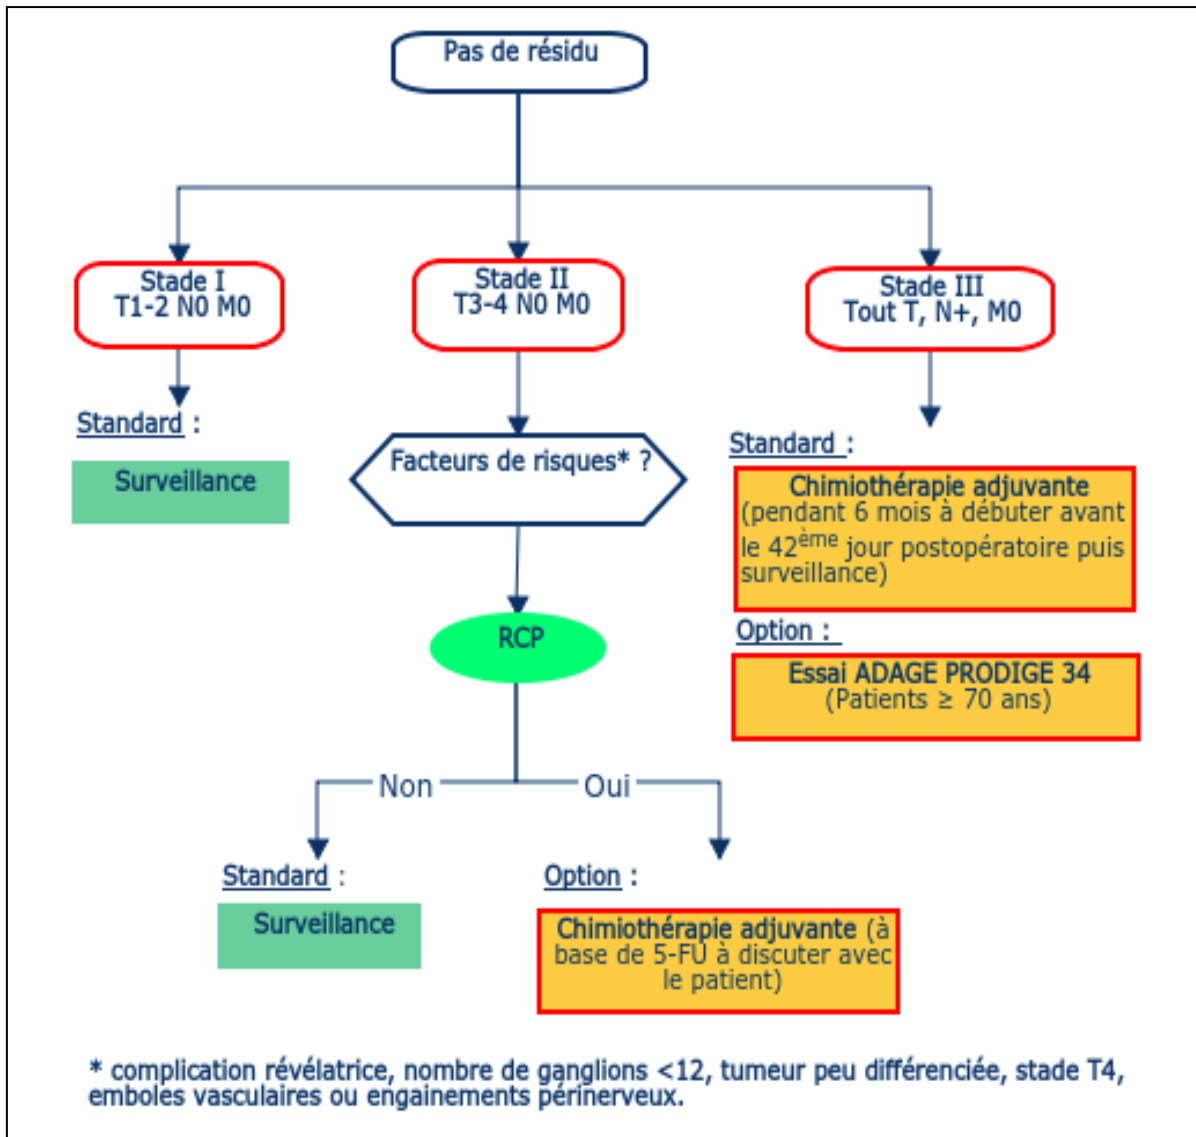 Pas de résidu
Stade I
T1-2 N0 M0
Stade II
T3-4 N0 M0
Stade III
Tout T, N+, M0
Standard :
Surveillance
Facteurs de risques* ?
Standard :
Chimiothérapie adjuvante
(pendant 6 mois à débuter avant
le 42ème jour postopératoire puis
surveillance)
Option :
Essai ADAGE PRODIGE 34
(Patients ≥ 70 ans)
RCP
Non
Oui
Standard :
Surveillance
Option :
Chimiothérapie adjuvante (à
base de 5-FU à discuter avec
le patient)
* complication révélatrice, nombre de ganglions <12, tumeur peu différenciée, stade T4,
emboles vasculaires ou engainements périnerveux.